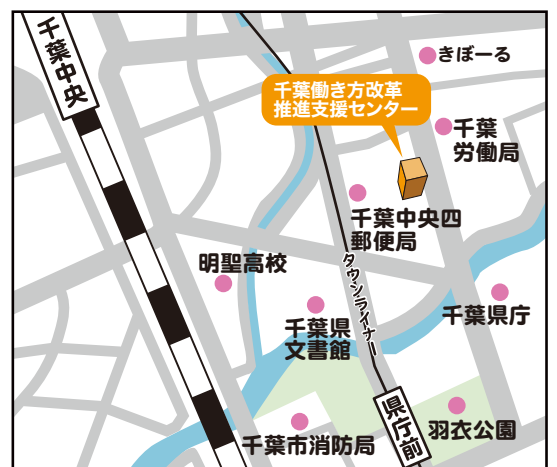 千葉中央
きぼーる
千葉働き方改革
推進支援センター
千葉
労働局
千葉中央四
郵便局
明聖高校
タウンライナー
千葉県庁
千葉県
文書館
県庁前
羽衣公園
千葉市消防局